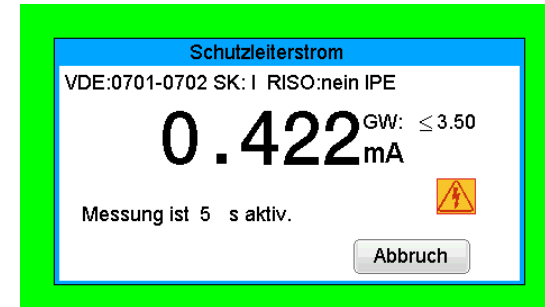 Schutzleiterstrom
VDE:0701-0702 SK: I RISO:nein IPE
0.422 mA GW: ≤3.50
Messung ist 5 s aktiv.
Abbruch